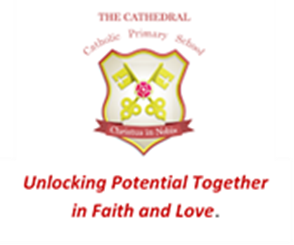 THE CATHEDRAL
Catholic Primary School
Christus in Nobis
Unlocking Potential Together
in Faith and Love.